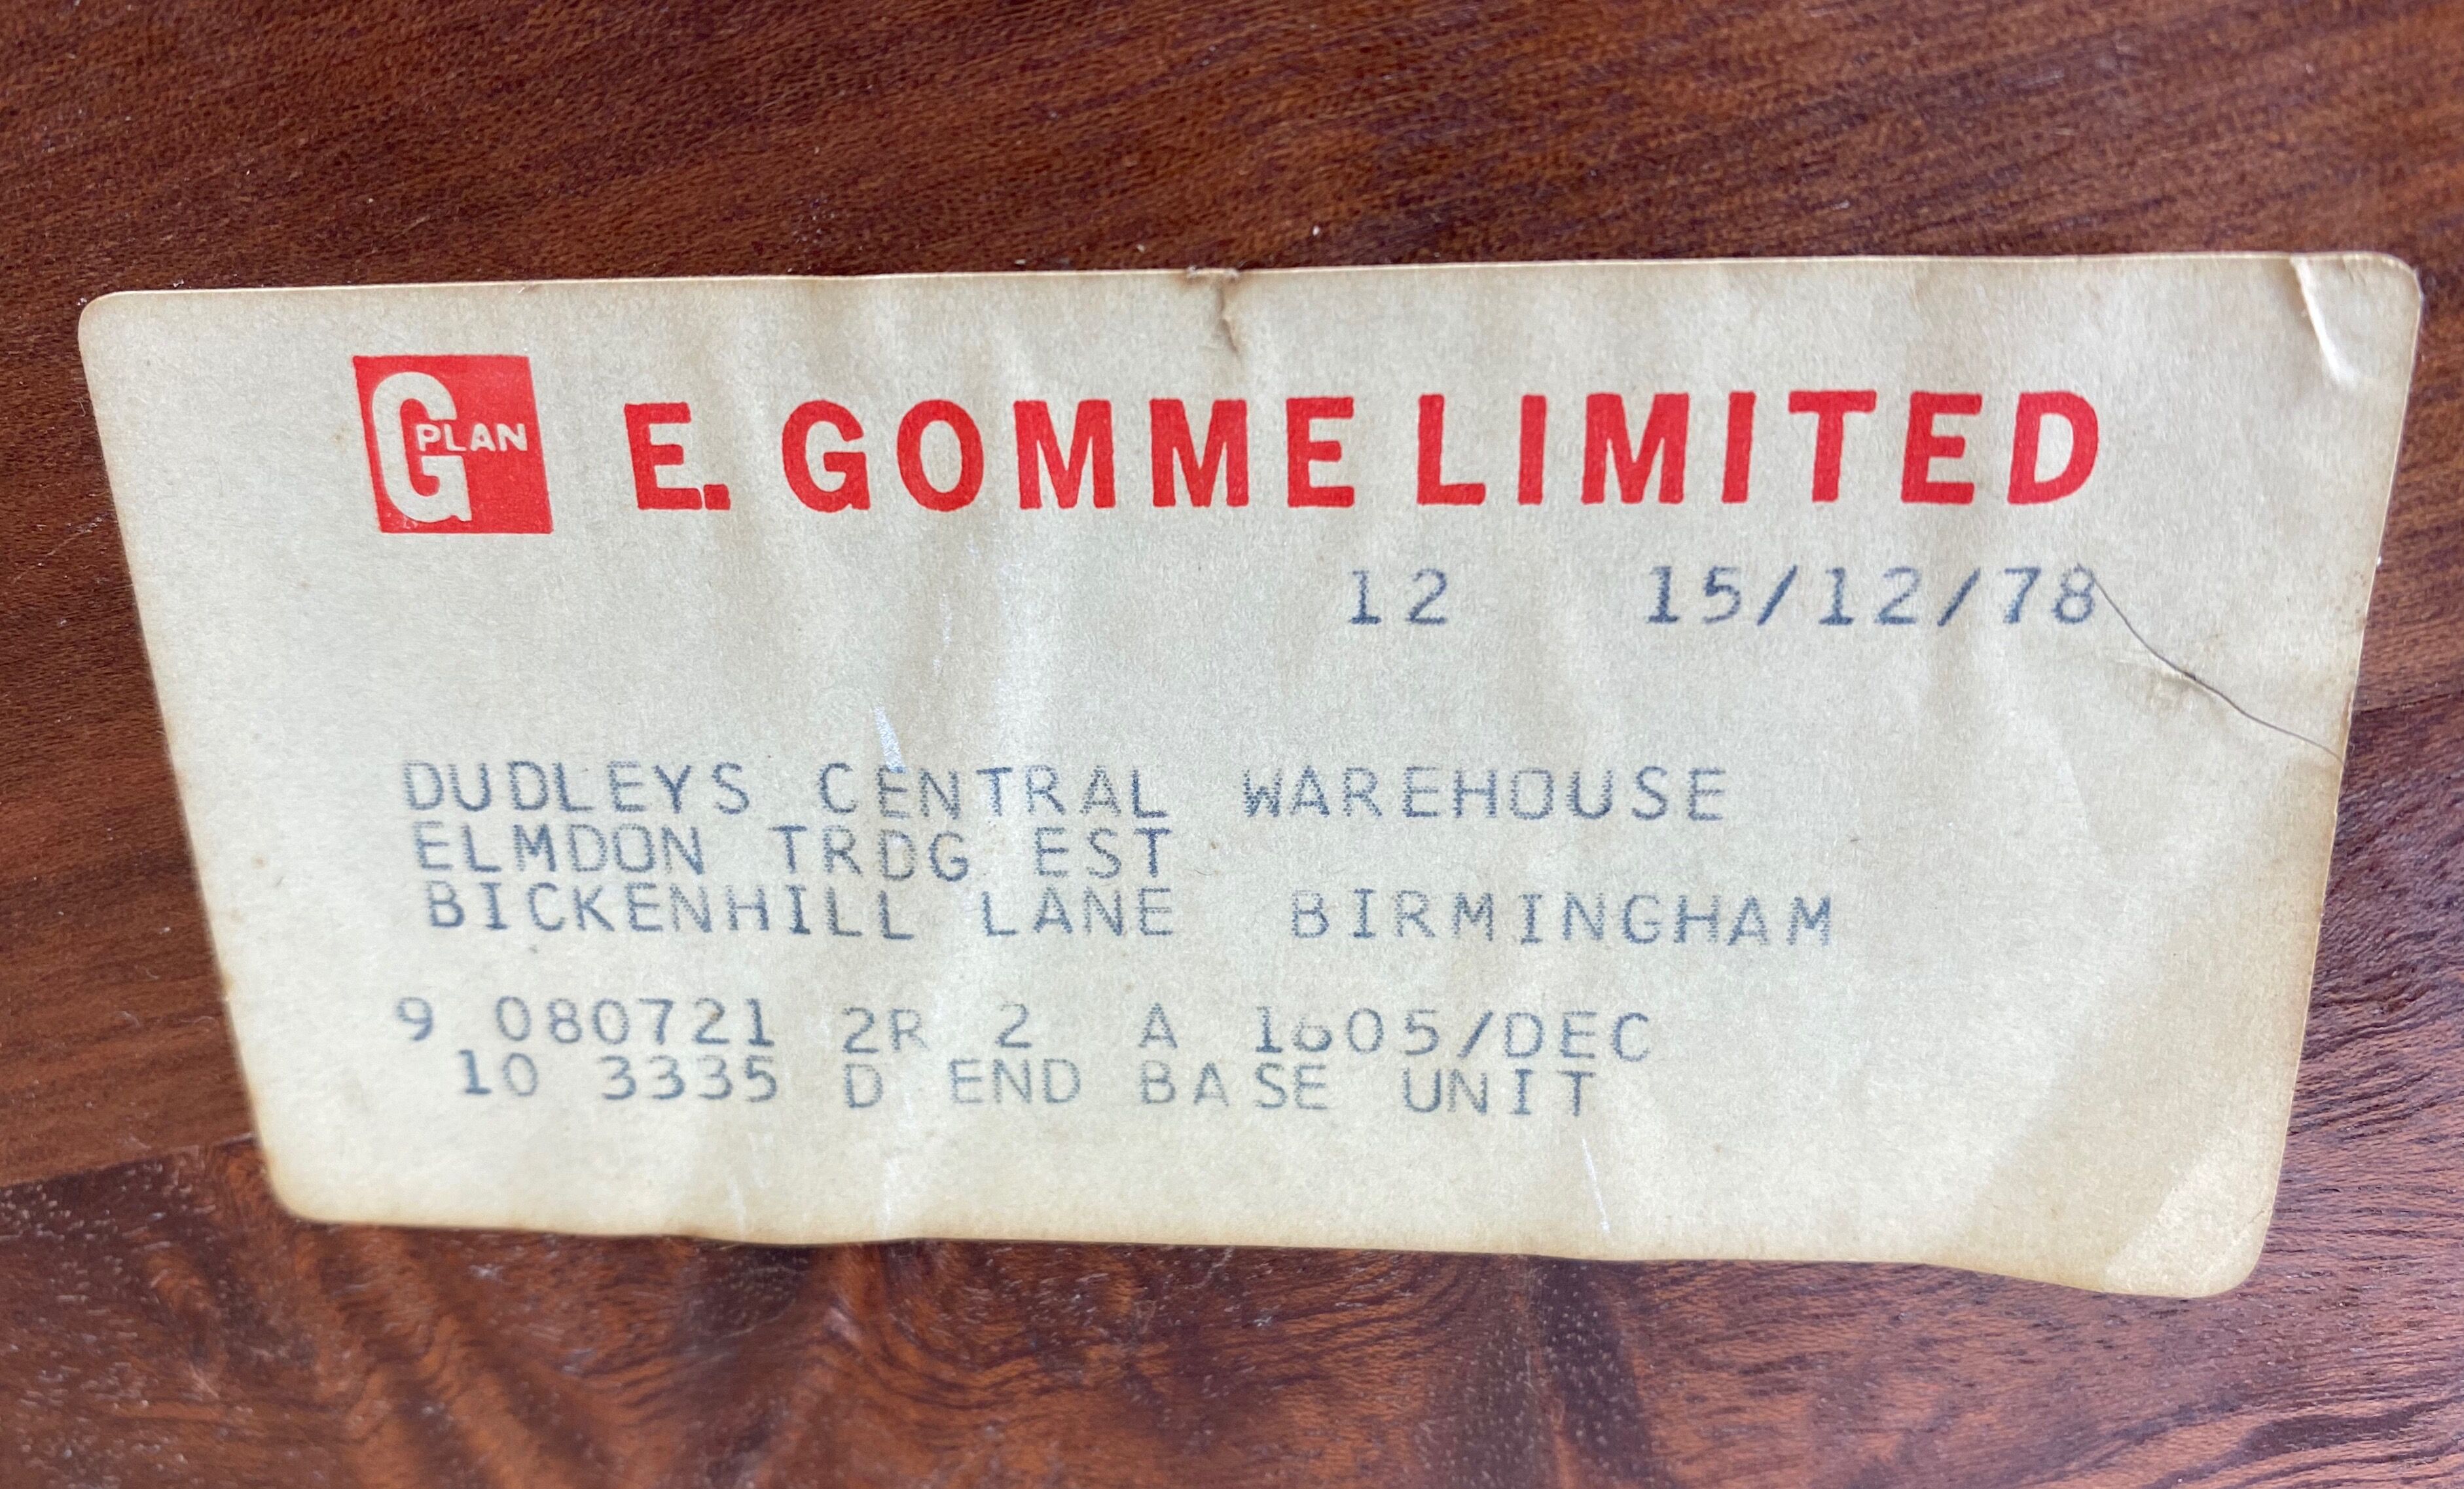 G PLAN E. GOMME LIMITED
12 15/12/78
DUDLEYS CENTRAL WAREHOUSE
ELMDON TRDG EST
BICKENHILL LANE BIRMINGHAM
9 080721 2R 2 A 1605/DEC
10 3335 D END BASE UNIT